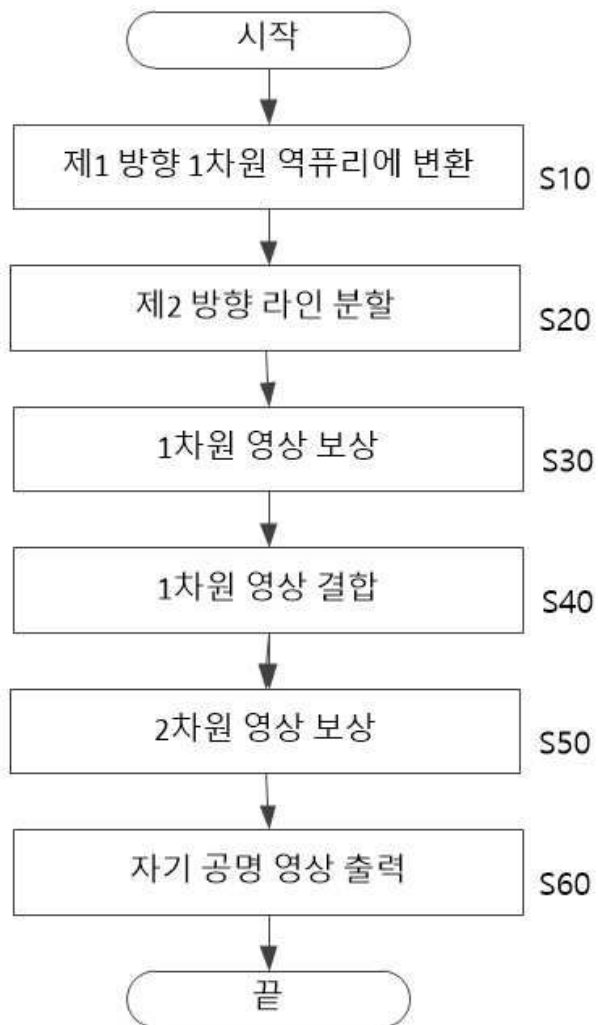 시작
제1 방향 1차원 역퓨리에 변환
S10
제2 방향 라인 분할
S20
1차원 영상 보상
S30
1차원 영상 결합
S40
2차원 영상 보상
S50
자기 공명 영상 출력
S60
끝